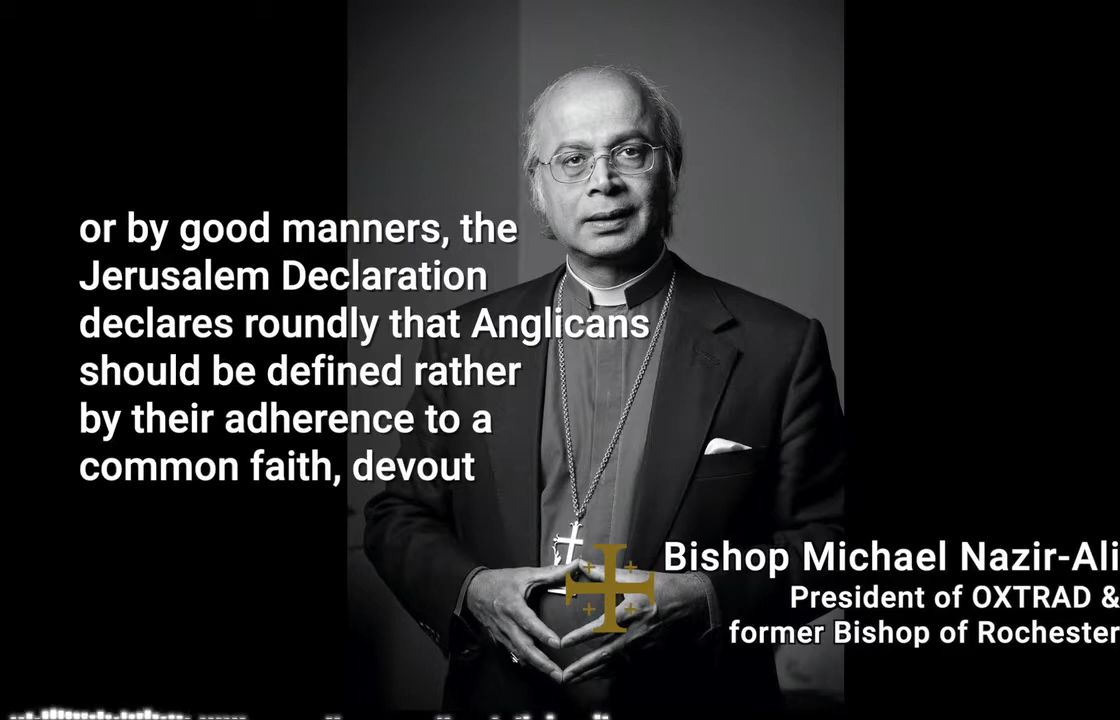 or by good manners, the
Jerusalem Declaration
declares roundly that Anglicans
should be defined rather
by their adherence to a
common faith, devout
Bishop Michael Nazir-Ali
President of OXTRAD &
former Bishop of Rochester